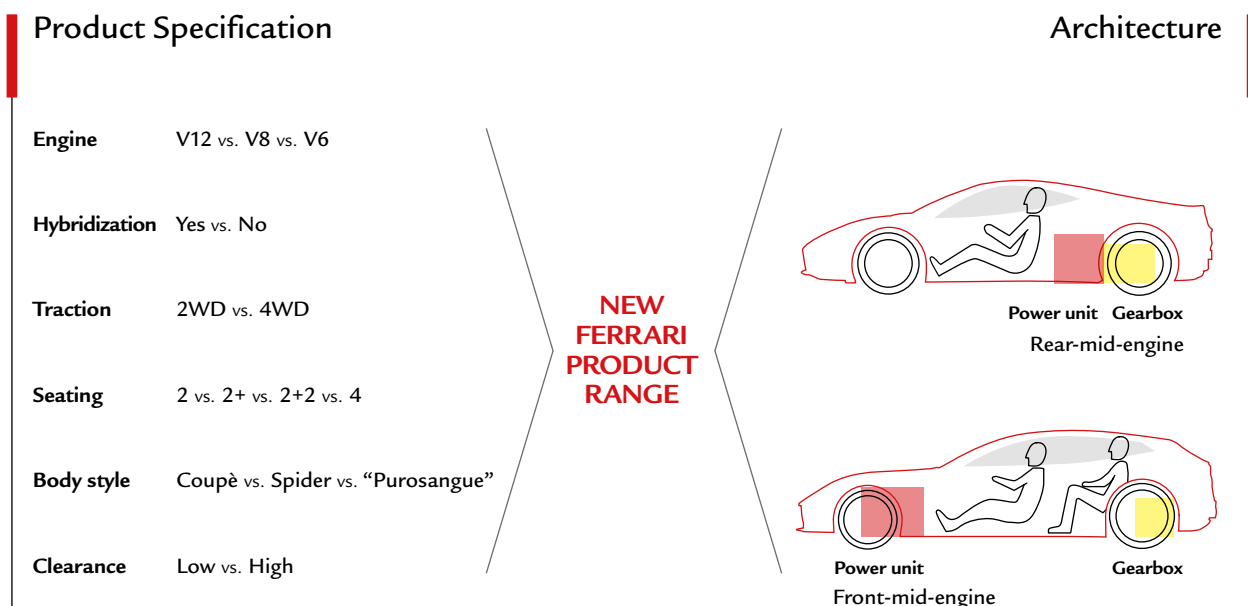 Product Specification
Architecture
Engine V12 vs. V8 vs. V6
Hybridization Yes vs. No
Traction 2WD vs. 4WD
Seating 2 vs. 2+ vs. 2+2 vs. 4
Body style Coupè vs. Spider vs. “Purosangue”
Clearance Low vs. High
NEW
FERRARI
PRODUCT
RANGE
Power unit Gearbox
Rear-mid-engine
Power unit Gearbox
Front-mid-engine